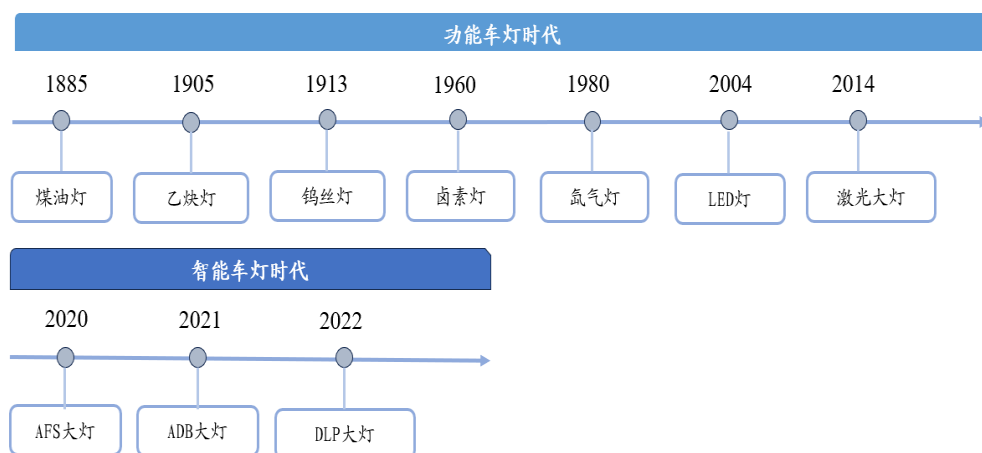 功能车灯时代
1885 1905 1913 1960 1980 2004 2014
煤油灯 乙炔灯 钨丝灯 卤素灯 氙气灯 LED灯 激光大灯
智能车灯时代
2020 2021 2022
AFS大灯 ADB大灯 DLP大灯